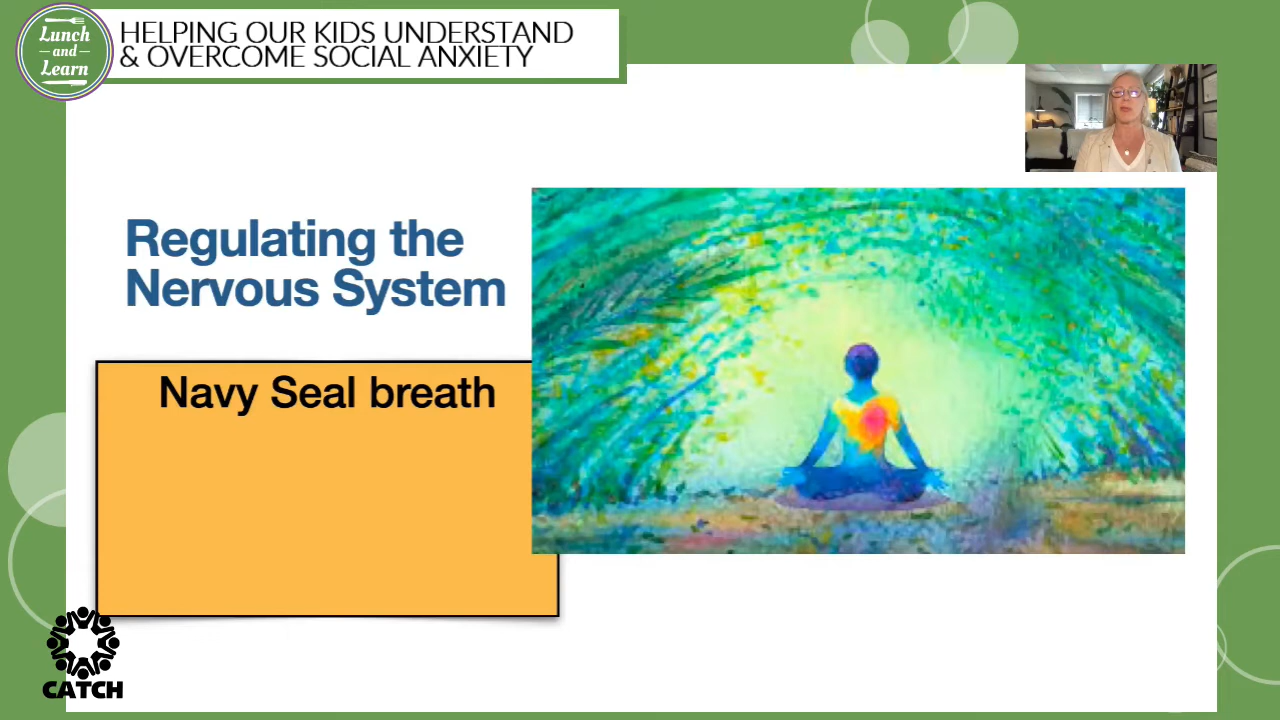 Lunch
and
Learn
HELPING OUR KIDS UNDERSTAND
& OVERCOME SOCIAL ANXIETY
Regulating the
Nervous System
Navy Seal breath
CATCH